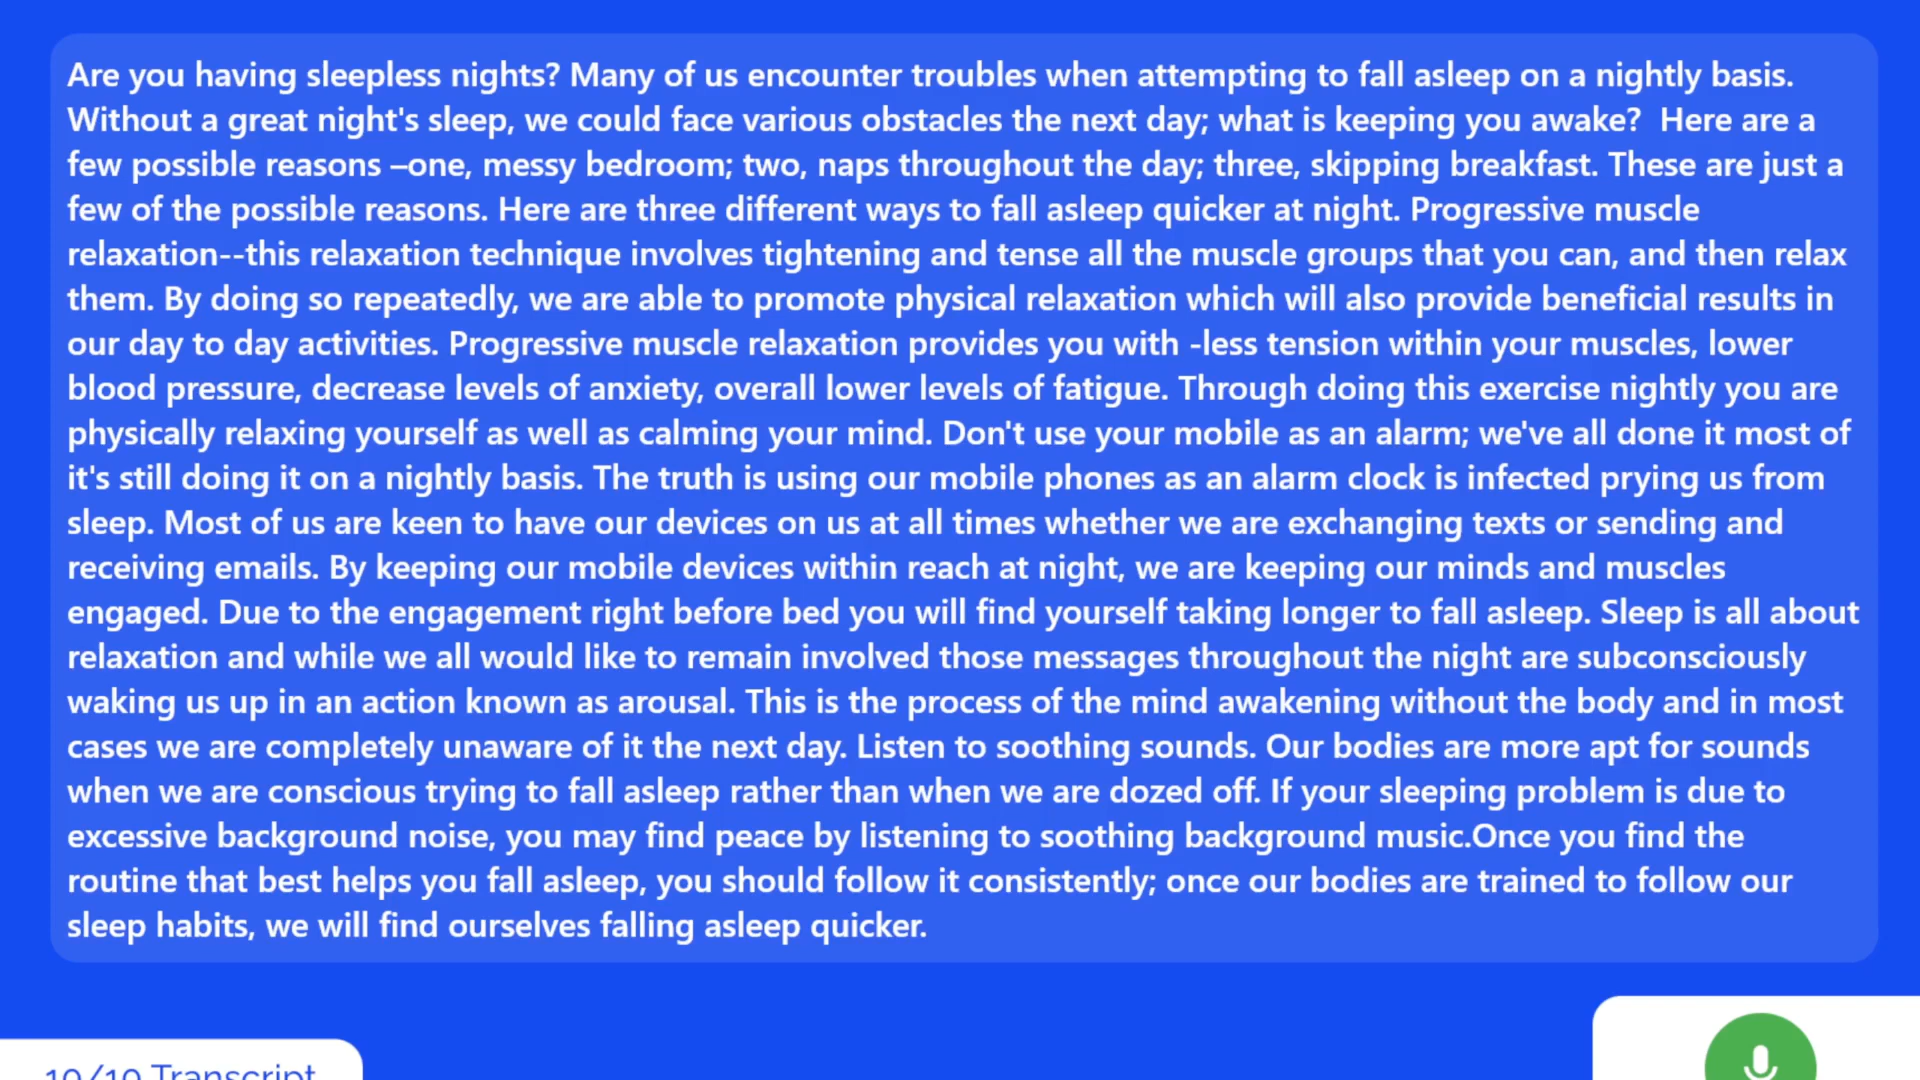 Are you having sleepless nights? Many of us encounter troubles when attempting to fall asleep on a nightly basis.
Without a great night's sleep, we could face various obstacles the next day; what is keeping you awake?  Here are a
few possible reasons –one, messy bedroom; two, naps throughout the day; three, skipping breakfast. These are just a
few of the possible reasons. Here are three different ways to fall asleep quicker at night. Progressive muscle
relaxation--this relaxation technique involves tightening and tense all the muscle groups that you can, and then relax
them. By doing so repeatedly, we are able to promote physical relaxation which will also provide beneficial results in
our day to day activities. Progressive muscle relaxation provides you with -less tension within your muscles, lower
blood pressure, decrease levels of anxiety, overall lower levels of fatigue. Through doing this exercise nightly you are
physically relaxing yourself as well as calming your mind. Don't use your mobile as an alarm; we've all done it most of
it's still doing it on a nightly basis. The truth is using our mobile phones as an alarm clock is infected prying us from
sleep. Most of us are keen to have our devices on us at all times whether we are exchanging texts or sending and
receiving emails. By keeping our mobile devices within reach at night, we are keeping our minds and muscles
engaged. Due to the engagement right before bed you will find yourself taking longer to fall asleep. Sleep is all about
relaxation and while we all would like to remain involved those messages throughout the night are subconsciously
waking us up in an action known as arousal. This is the process of the mind awakening without the body and in most
cases we are completely unaware of it the next day. Listen to soothing sounds. Our bodies are more apt for sounds
when we are conscious trying to fall asleep rather than when we are dozed off. If your sleeping problem is due to
excessive background noise, you may find peace by listening to soothing background music.Once you find the
routine that best helps you fall asleep, you should follow it consistently; once our bodies are trained to follow our
sleep habits, we will find ourselves falling asleep quicker.
10/10 Transcript